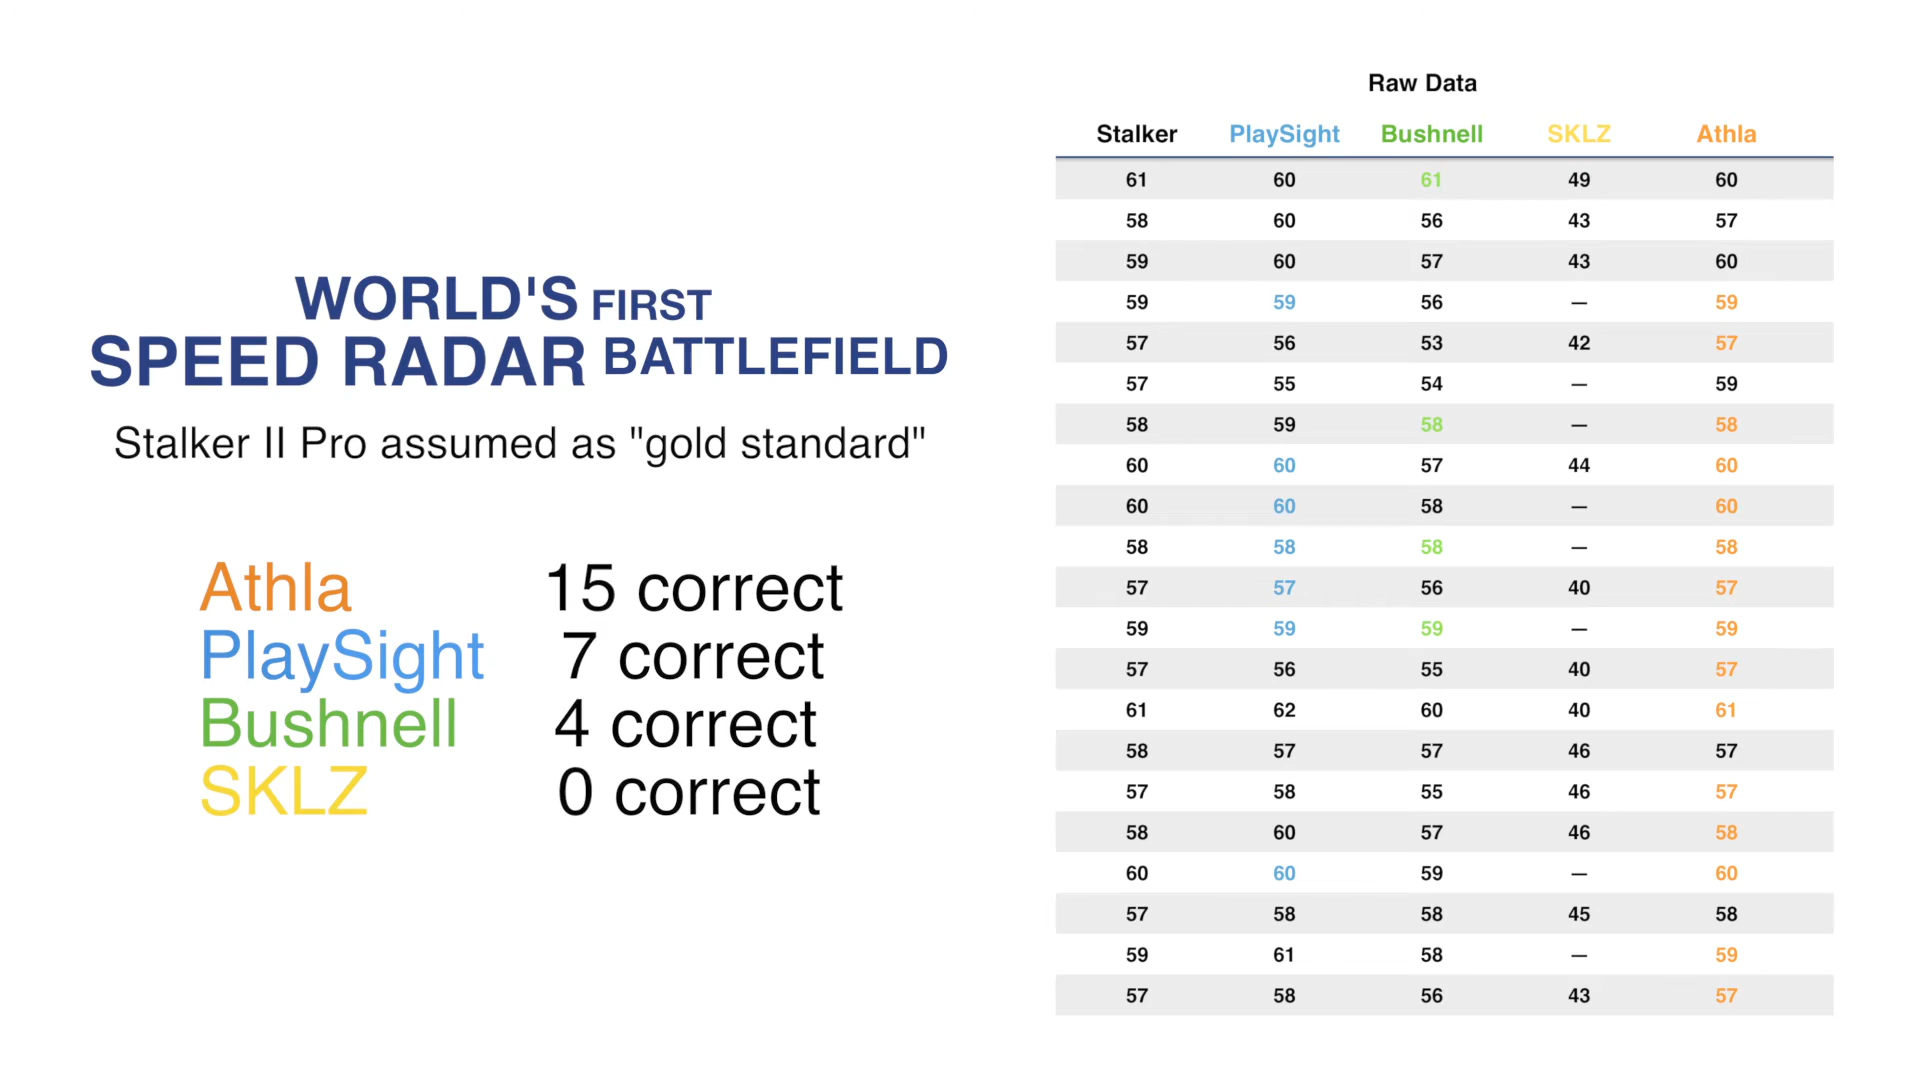 WORLD'S FIRST
SPEED RADAR BATTLEFIELD
Stalker II Pro assumed as "gold standard"
Athla 15 correct
PlaySight 7 correct
Bushnell 4 correct
SKLZ 0 correct
Raw Data
Stalker PlaySight Bushnell SKLZ Athla
61 60 61 49 60
58 60 56 43 57
59 60 57 43 60
59 59 56 — 59
57 56 53 42 57
57 55 54 — 59
58 59 58 — 58
60 60 57 44 60
60 60 58 — 60
58 58 58 — 58
57 57 56 40 57
59 59 59 — 59
57 56 55 40 57
61 62 60 40 61
58 57 57 46 57
57 58 55 46 57
58 60 57 46 58
60 60 59 — 60
57 58 58 45 58
59 61 58 — 59
57 58 56 43 57